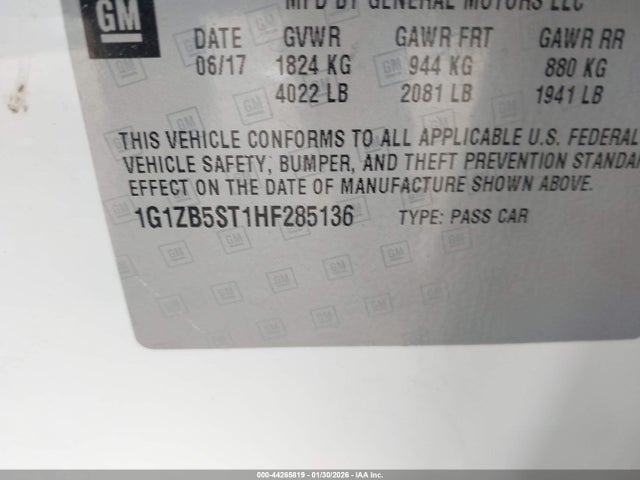 GM
MFD BY GENERAL MOTORS LLC
DATE GVWR GAWR FRT GAWR RR
06/17 1824 KG 944 KG 880 KG
4022 LB 2081 LB 1941 LB
THIS VEHICLE CONFORMS TO ALL APPLICABLE U.S. FEDERAL
VEHICLE SAFETY, BUMPER, AND THEFT PREVENTION STANDA
EFFECT ON THE DATE OF MANUFACTURE SHOWN ABOVE.
1G1ZB5ST1HF285136 TYPE: PASS CAR
000-44265819 - 01/30/2026 - IAA Inc.